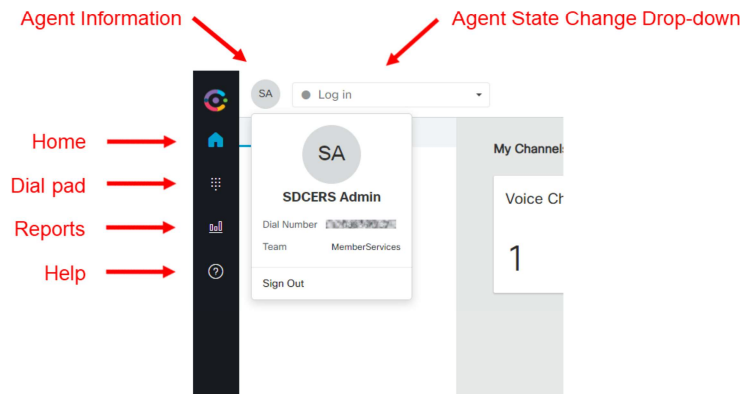 Agent Information
Agent State Change Drop-down
SA
Log in
Home
SA
My Channel
Dial pad
SDCERS Admin
Voice Ch
Reports
Dial Number
Team MemberServices
1
Help
Sign Out